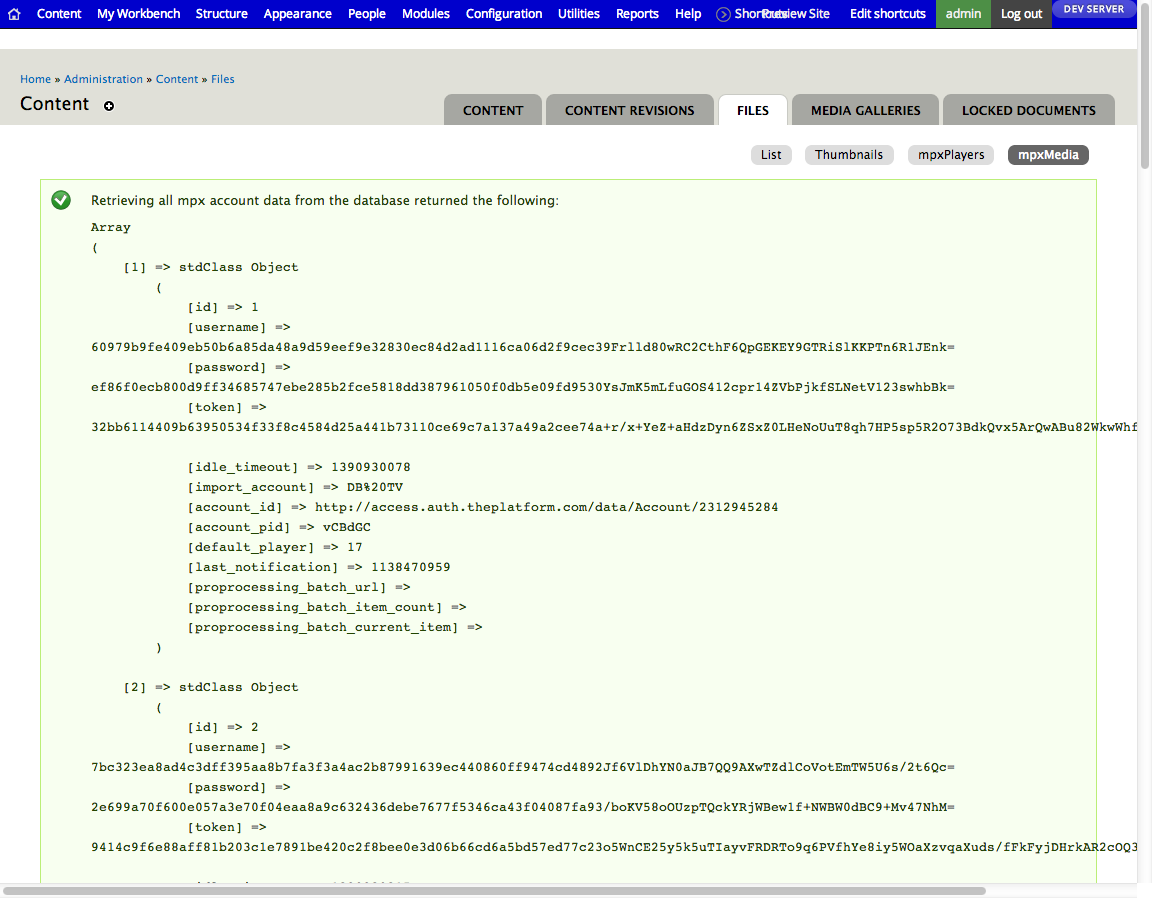 Content My Workbench Structure Appearance People Modules Configuration Utilities Reports Help Shortcuts Preview Site Edit shortcuts admin Log out DEV SERVER
Home » Administration » Content » Files
Content
CONTENT CONTENT REVISIONS FILES MEDIA GALLERIES LOCKED DOCUMENTS
List Thumbnails mpxPlayers mpxMedia
Retrieving all mpx account data from the database returned the following:
Array
(
[1] => stdClass Object
(
[id] => 1
[username] =>
60979b9fe409eb50b6a85da48a9d59eef9e32830ec84d2ad1116ca06d2f9cec39Frlld80wRC2CthF6QpGEKEY9GTRiSlKKPTn6RlJEnk=
[password] =>
ef86f0ecb800d9ff34685747ebe285b2fce5818dd387961050f0db5e09fd9530YsJmK5mLfuGOS412cpr14ZVbPjkfSLNetVl23swhbBk=
[token] =>
32bb6114409b63950534f33f8c4584d25a441b73110ce69c7a137a49a2cee74a+r/x+YeZ+aHdzDyn6ZSxZ0LHeNoUuT8qh7HP5sp5R2O73BdkQvx5ArQwABu82WkwWhf
[idle_timeout] => 1390930078
[import_account] => DB%20TV
[account_id] => http://access.auth.theplatform.com/data/Account/2312945284
[account_pid] => vCBdGC
[default_player] => 17
[last_notification] => 1138470959
[proprocessing_batch_url] =>
[proprocessing_batch_item_count] =>
[proprocessing_batch_current_item] =>
)
[2] => stdClass Object
(
[id] => 2
[username] =>
7bc323ea8ad4c3dff395aa8b7fa3f3a4ac2b87991639ec440860ff9474cd4892Jf6VlDhYN0aJB7QQ9AXwTZdlCoVotEmTW5U6s/2t6Qc=
[password] =>
2e699a70f600e057a3e70f04eaa8a9c632436debe7677f5346ca43f04087fa93/boKV58oOUzpTQckYRjWBew1f+NWBW0dBC9+Mv47NhM=
[token] =>
9414c9f6e88aff81b203c1e7891be420c2f8bee0e3d06b66cd6a5bd57ed77c23o5WnCE25y5k5uTIayvFRDRTo9q6PVfhYe8iy5WOaXzvqaXuds/fFkFyjDHrkAR2cOQ3